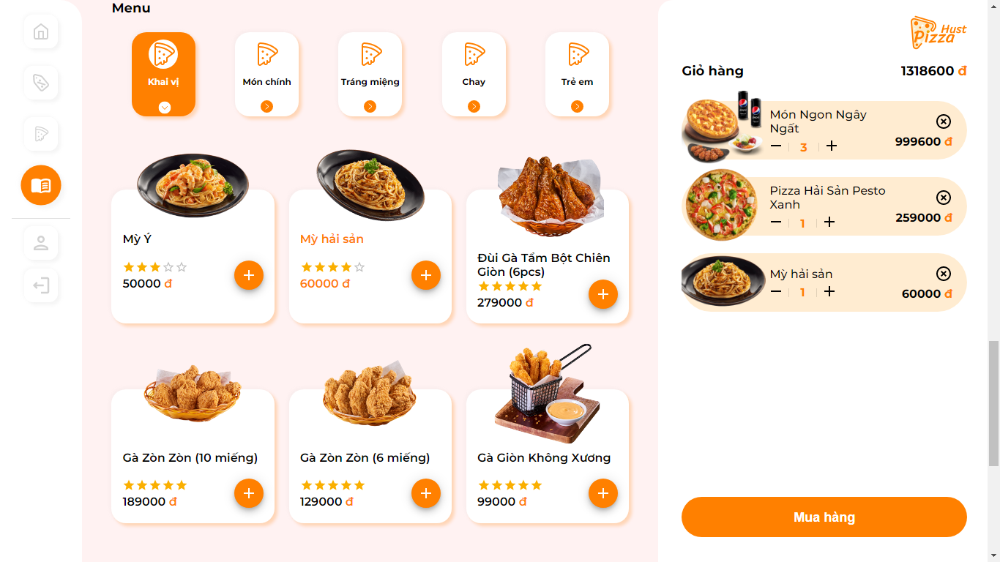 Menu
Khai vị
Món chính
Tráng miệng
Chay
Trẻ em
Mỳ Ý
50000 đ
Mỳ hải sản
60000 đ
Đùi Gà Tẩm Bột Chiên
Giòn (6pcs)
279000 đ
Gà Zòn Zòn (10 miếng)
189000 đ
Gà Zòn Zòn (6 miếng)
129000 đ
Gà Giòn Không Xương
99000 đ
Hust
Pizza
Giỏ hàng
1318600 đ
Món Ngon Ngây
Ngất
3
999600 đ
Pizza Hải Sản Pesto
Xanh
1
259000 đ
Mỳ hải sản
1
60000 đ
Mua hàng